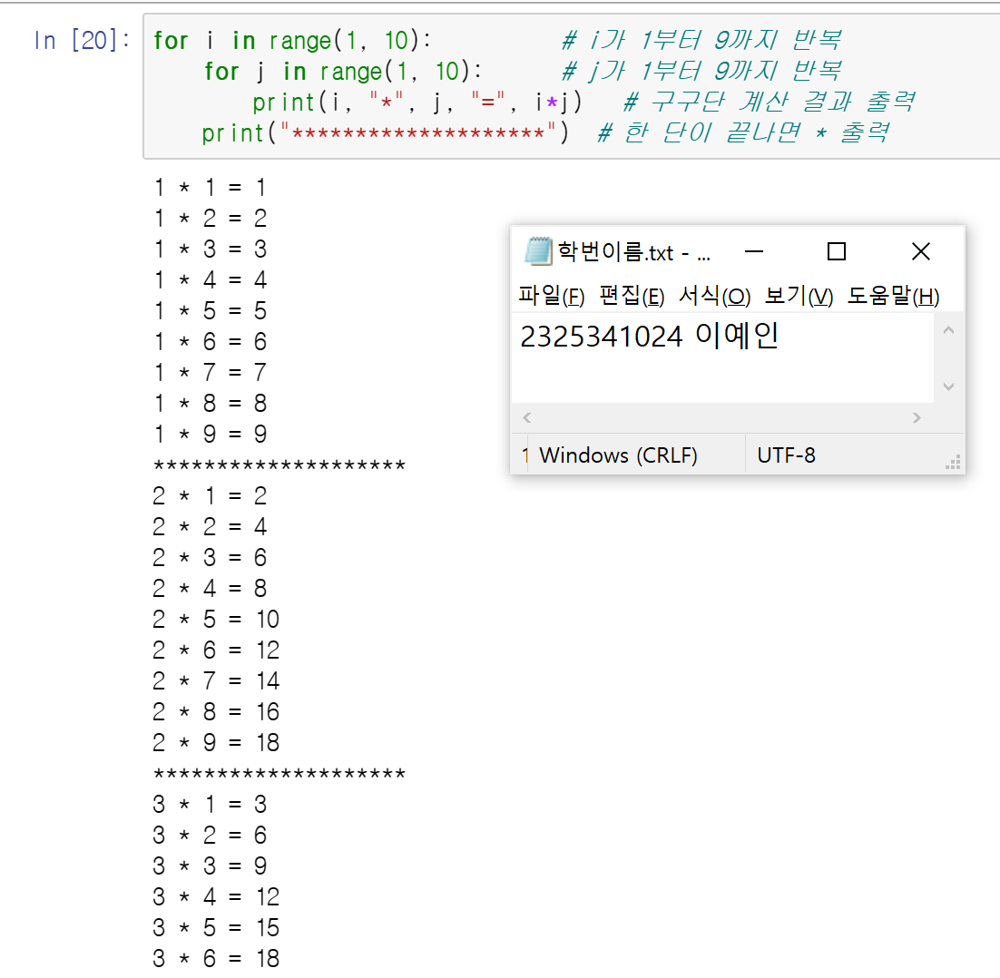 In [20]:
for i in range(1, 10):          # i가 1부터 9까지 반복
    for j in range(1, 10):      # j가 1부터 9까지 반복
        print(i, "*", j, "=", i*j)   # 구구단 계산 결과 출력
    print("********************")  # 한 단이 끝나면 * 출력
1 * 1 = 1
1 * 2 = 2
1 * 3 = 3
1 * 4 = 4
1 * 5 = 5
1 * 6 = 6
1 * 7 = 7
1 * 8 = 8
1 * 9 = 9
********************
2 * 1 = 2
2 * 2 = 4
2 * 3 = 6
2 * 4 = 8
2 * 5 = 10
2 * 6 = 12
2 * 7 = 14
2 * 8 = 16
2 * 9 = 18
********************
3 * 1 = 3
3 * 2 = 6
3 * 3 = 9
3 * 4 = 12
3 * 5 = 15
3 * 6 = 18
학번이름.txt - ...
파일(F) 편집(E) 서식(O) 보기(V) 도움말(H)
2325341024 이예인
1 Windows (CRLF) UTF-8